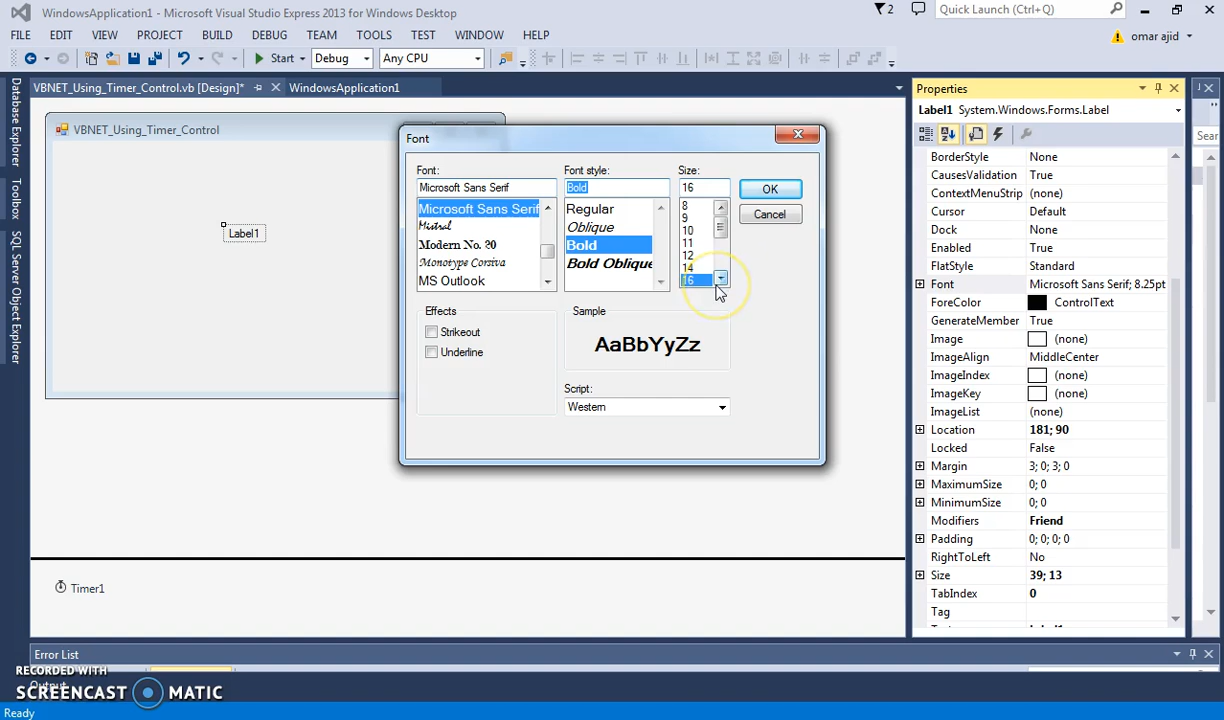 WindowsApplication1 - Microsoft Visual Studio Express 2013 for Windows Desktop
2
Quick Launch (Ctrl+Q)
FILE EDIT VIEW PROJECT BUILD DEBUG TEAM TOOLS TEST WINDOW HELP
omar ajid
Start
Debug
Any CPU
VBNET_Using_Timer_Control.vb [Design]*
WindowsApplication1
Database Explorer
Toolbox
SQL Server Object Explorer
VBNET_Using_Timer_Control
Label1
Font
Font:
Microsoft Sans Serif
Microsoft Sans Serif
Mistral
Modern No. 20
Monotype Corsiva
MS Outlook
Font style:
Bold
Regular
Oblique
Bold
Bold Oblique
Size:
16
8
9
10
11
12
14
16
OK
Cancel
Effects
Strikeout
Underline
Sample
AaBbYyZz
Script:
Western
Timer1
Properties
Label1 System.Windows.Forms.Label
BorderStyle None
CausesValidation True
ContextMenuStrip (none)
Cursor Default
Dock None
Enabled True
FlatStyle Standard
Font Microsoft Sans Serif; 8.25pt
ForeColor ControlText
GenerateMember True
Image (none)
ImageAlign MiddleCenter
ImageIndex (none)
ImageKey (none)
ImageList (none)
Location 181; 90
Locked False
Margin 3; 0; 3; 0
MaximumSize 0; 0
MinimumSize 0; 0
Modifiers Friend
Padding 0; 0; 0; 0
RightToLeft No
Size 39; 13
TabIndex 0
Tag
Sear
Error List
Output
RECORDED WITH
SCREENCAST MATIC
Ready